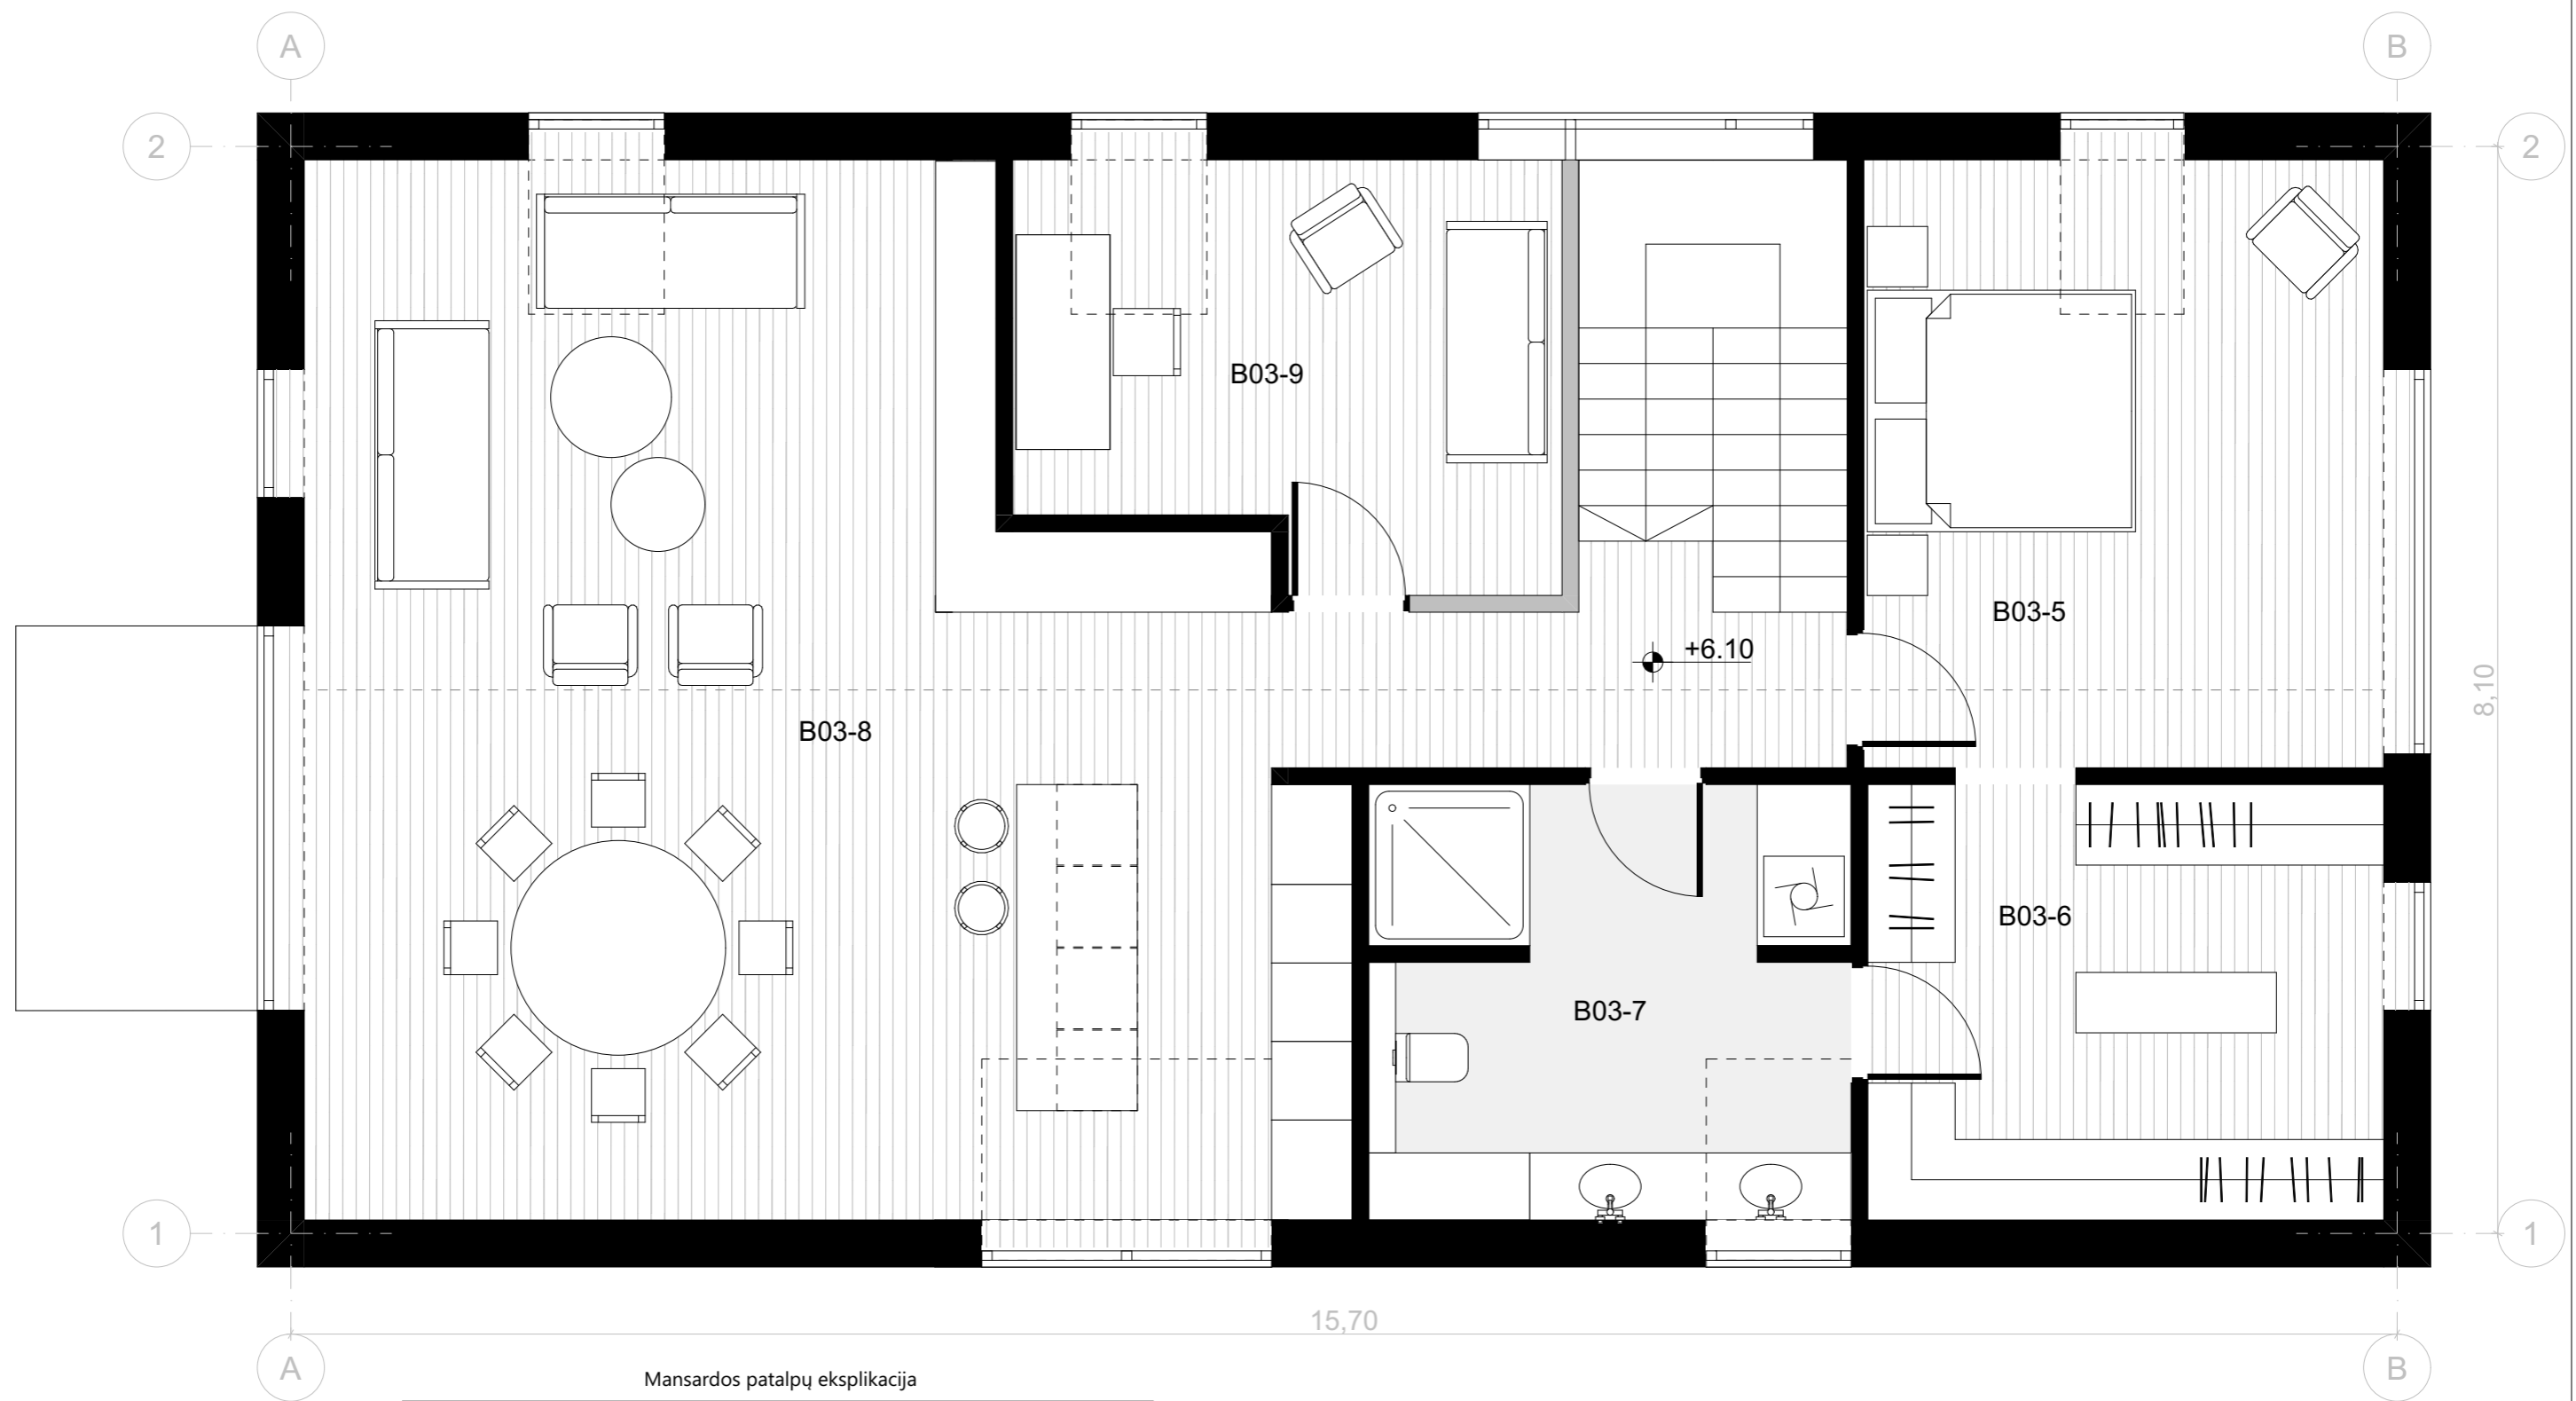 A
B
2
2
B03-9
B03-5
+6.10
8,10
B03-8
B03-6
B03-7
1
1
15,70
A
B
Mansardos patalpų eksplikacija